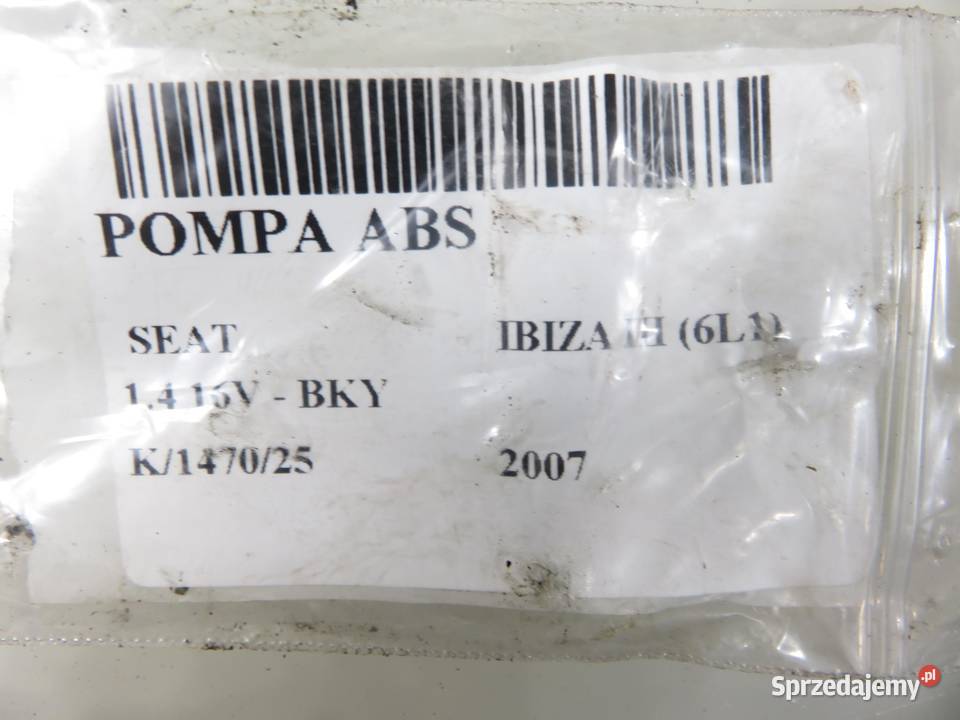 POMPA ABS
SEAT IBIZA III (6L1)
1.4 16V - BKY
K/1470/25 2007
Sprzedajemy.pl